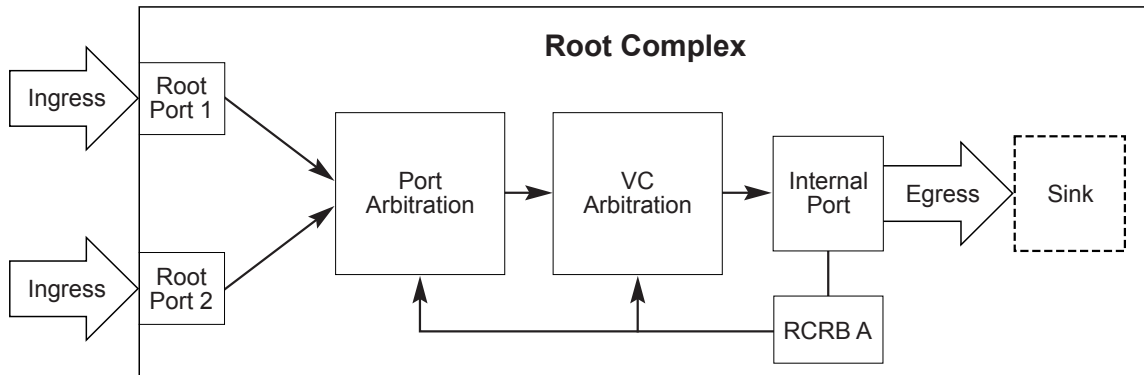 Root Complex
Ingress
Root
Port 1
Port
Arbitration
VC
Arbitration
Internal
Port
Egress
Sink
Ingress
Root
Port 2
RCRB A